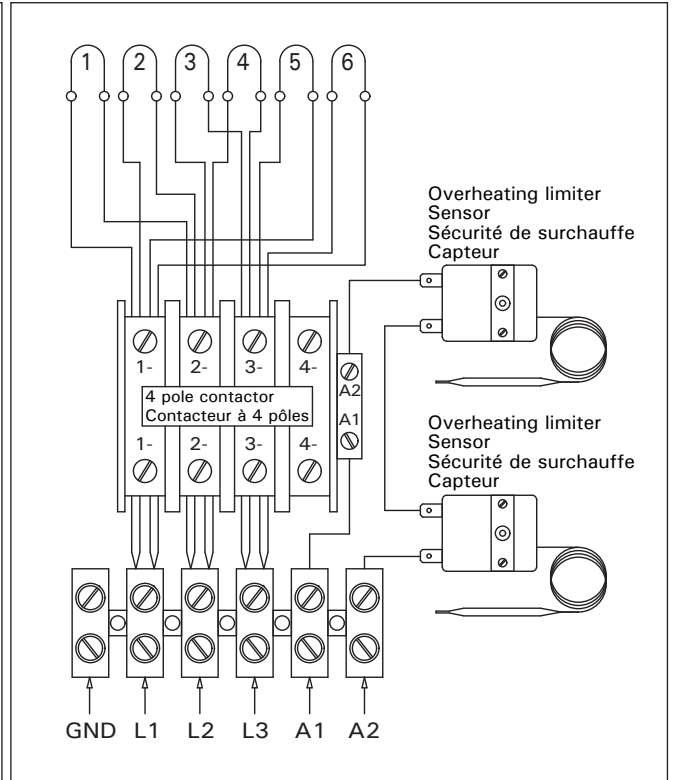 1 2 3 4 5 6
Overheating limiter
Sensor
Sécurité de surchauffe
Capteur
1- 2- 3- 4-
A2
4 pole contactor
Contacteur à 4 pôles
A1
1- 2- 3- 4-
Overheating limiter
Sensor
Sécurité de surchauffe
Capteur
GND L1 L2 L3 A1 A2